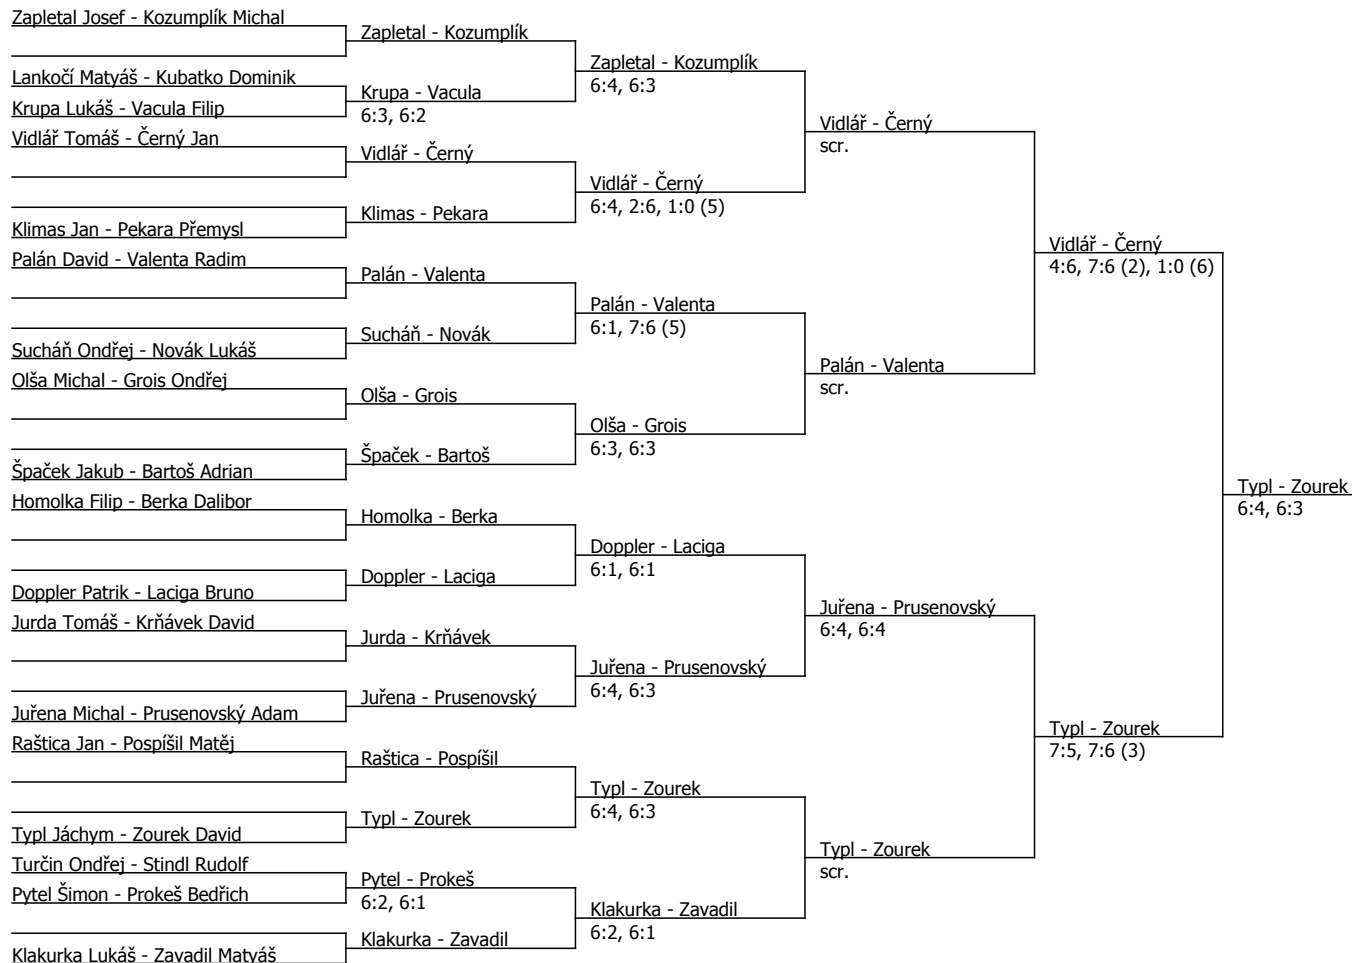 Zapletal Josef - Kozumplík Michal
Lankočí Matyáš - Kubatko Dominik
Krupa Lukáš - Vacula Filip
Vidlář Tomáš - Černý Jan
Klimas Jan - Pekara Přemysl
Palán David - Valenta Radim
Sucháň Ondřej - Novák Lukáš
Olša Michal - Grois Ondřej
Špaček Jakub - Bartoš Adrian
Homolka Filip - Berka Dalibor
Doppler Patrik - Laciga Bruno
Jurda Tomáš - Krňávek David
Juřena Michal - Prusenovský Adam
Raštica Jan - Pospíšil Matěj
Typl Jáchym - Zourek David
Turčin Ondřej - Stindl Rudolf
Pytel Šimon - Prokeš Bedřich
Klakurka Lukáš - Zavadil Matyáš
Zapletal - Kozumplík
Krupa - Vacula
6:3, 6:2
Vidlář - Černý
Klimas - Pekara
Palán - Valenta
Sucháň - Novák
Olša - Grois
Špaček - Bartoš
Homolka - Berka
Doppler - Laciga
Jurda - Krňávek
Juřena - Prusenovský
Raštica - Pospíšil
Typl - Zourek
Pytel - Prokeš
6:2, 6:1
Klakurka - Zavadil
Zapletal - Kozumplík
6:4, 6:3
Vidlář - Černý
6:4, 2:6, 1:0 (5)
Palán - Valenta
6:1, 7:6 (5)
Olša - Grois
6:3, 6:3
Doppler - Laciga
6:1, 6:1
Juřena - Prusenovský
6:4, 6:3
Typl - Zourek
6:4, 6:3
Klakurka - Zavadil
6:2, 6:1
Vidlář - Černý
scr.
Palán - Valenta
scr.
Juřena - Prusenovský
6:4, 6:4
Typl - Zourek
scr.
Vidlář - Černý
4:6, 7:6 (2), 1:0 (6)
Typl - Zourek
7:5, 7:6 (3)
Typl - Zourek
6:4, 6:3